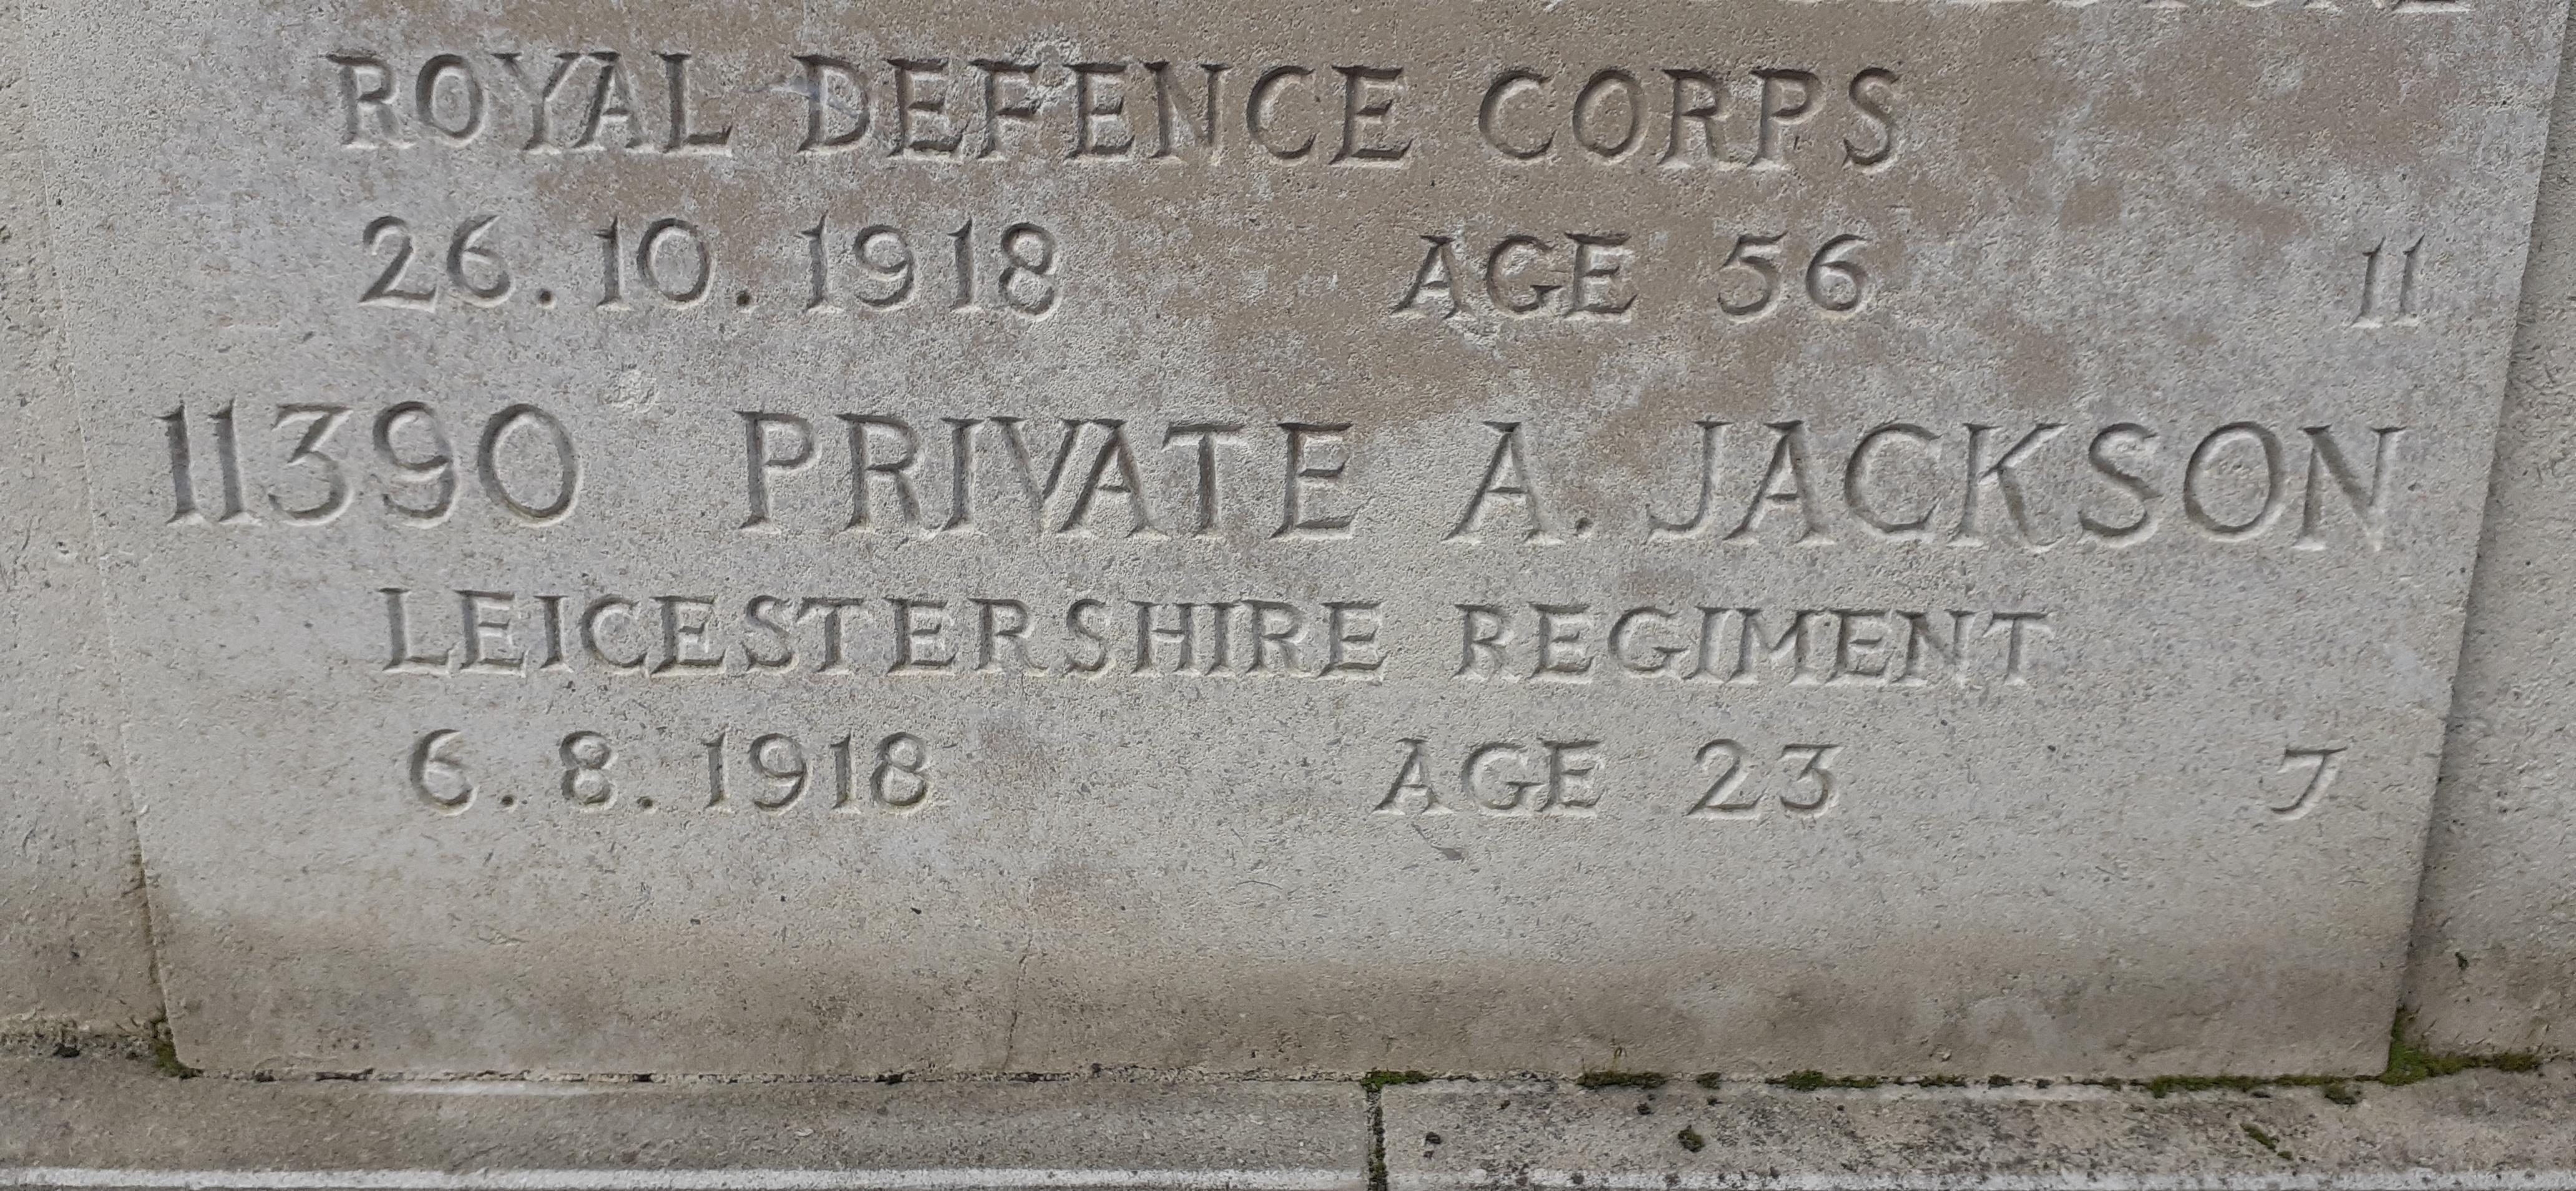 ROYAL DEFENCE CORPS
26.10.1918 AGE 56 11
11390 PRIVATE A. JACKSON
LEICESTERSHIRE REGIMENT
6.8.1918 AGE 23 7